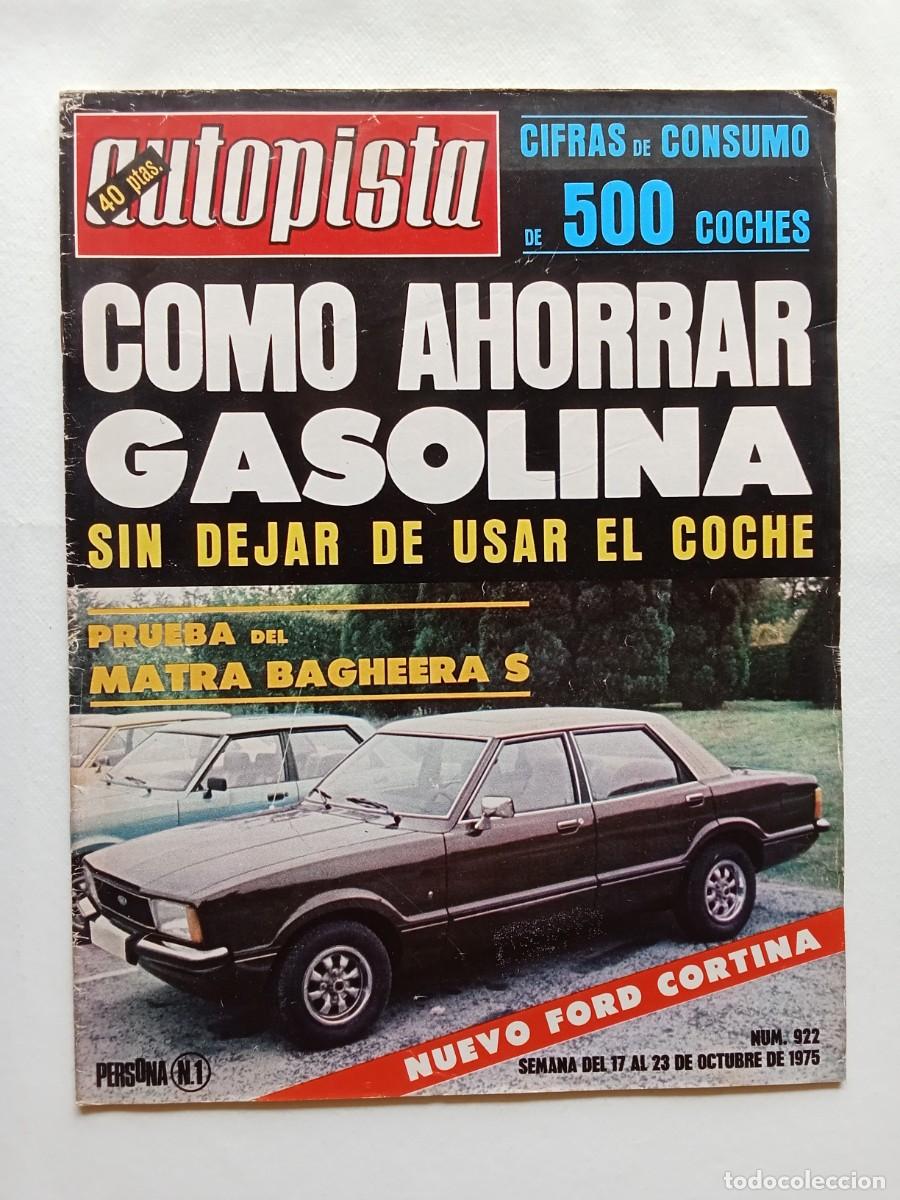 autopista
40 ptas.
CIFRAS DE CONSUMO
DE 500 COCHES
COMO AHORRAR
GASOLINA
SIN DEJAR DE USAR EL COCHE
PRUEBA DEL
MATRA BAGHEERA S
NUEVO FORD CORTINA
NUM. 922
SEMANA DEL 17 AL 23 DE OCTUBRE DE 1975
PERSONA N.1
todocoleccion